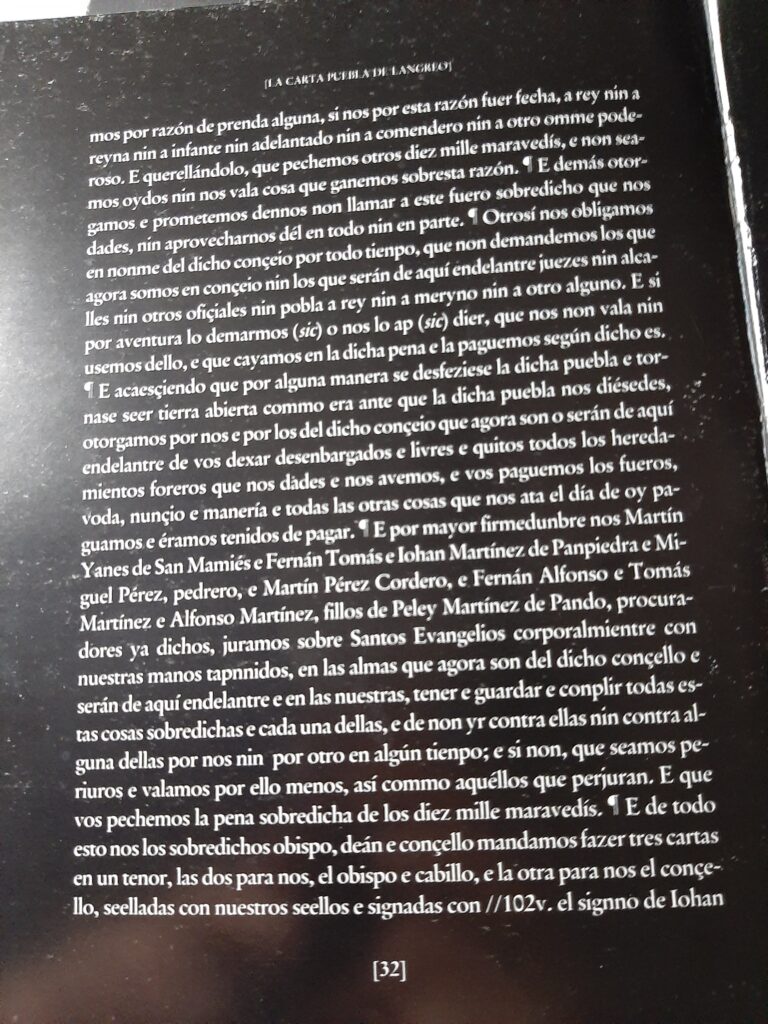 [LA CARTA PUEBLA DE LANGREO]
mos por razón de prenda alguna, si nos por esta razón fuer fecha, a rey nin a
reyna nin a infante nin adelantado nin a comendero nin a otro omme pode-
roso. E querellándolo, que pechemos otros diez mille maravedís, e non sea-
mos oydos nin nos vala cosa que ganemos sobresta razón. ¶ E demás otor-
gamos e prometemos dennos non llamar a este fuero sobredicho que nos
dades, nin aprovecharnos dél en todo nin en parte. ¶ Otrosí nos obligamos
en nonme del dicho conçeio por todo tienpo, que non demandemos los que
agora somos en conçeio nin los que serán de aquí endelantre juezes nin alca-
lles nin otros ofiçiales nin pobla a rey nin a meryno nin a otro alguno. E si
por aventura lo demarmos (sic) o nos lo ap (sic) dier, que nos non vala nin
usemos dello, e que cayamos en la dicha pena e la paguemos según dicho es.
¶ E acaesçiendo que por alguna manera se desfeziese la dicha puebla e tor-
nase seer tierra abierta commo era ante que la dicha puebla nos diésedes,
otorgamos por nos e por los del dicho conçeio que agora son o serán de aquí
endelantre de vos dexar desenbargados e livres e quitos todos los hereda-
mientos foreros que nos dades e nos avemos, e vos paguemos los fueros,
voda, nunçio e manería e todas las otras cosas que nos ata el día de oy pa-
guamos e éramos tenidos de pagar. ¶ E por mayor firmedunbre nos Martín
Yanes de San Mamiés e Fernán Tomás e Iohan Martínez de Panpiedra e Mi-
guel Pérez, pedrero, e Martín Pérez Cordero, e Fernán Alfonso e Tomás
Martínez e Alfonso Martínez, fillos de Peley Martínez de Pando, procura-
dores ya dichos, juramos sobre Santos Evangelios corporalmientre con
nuestras manos tapnnidos, en las almas que agora son del dicho conçello e
serán de aquí endelantre e en las nuestras, tener e guardar e conplir todas es-
tas cosas sobredichas e cada una dellas, e de non yr contra ellas nin contra al-
guna dellas por nos nin por otro en algún tienpo; e si non, que seamos pe-
riuros e valamos por ello menos, así commo aquéllos que perjuran. E que
vos pechemos la pena sobredicha de los diez mille maravedís. ¶ E de todo
esto nos los sobredichos obispo, deán e conçello mandamos fazer tres cartas
en un tenor, las dos para nos, el obispo e cabillo, e la otra para nos el conçe-
llo, seelladas con nuestros seellos e signadas con //102v. el signno de Iohan
[32]